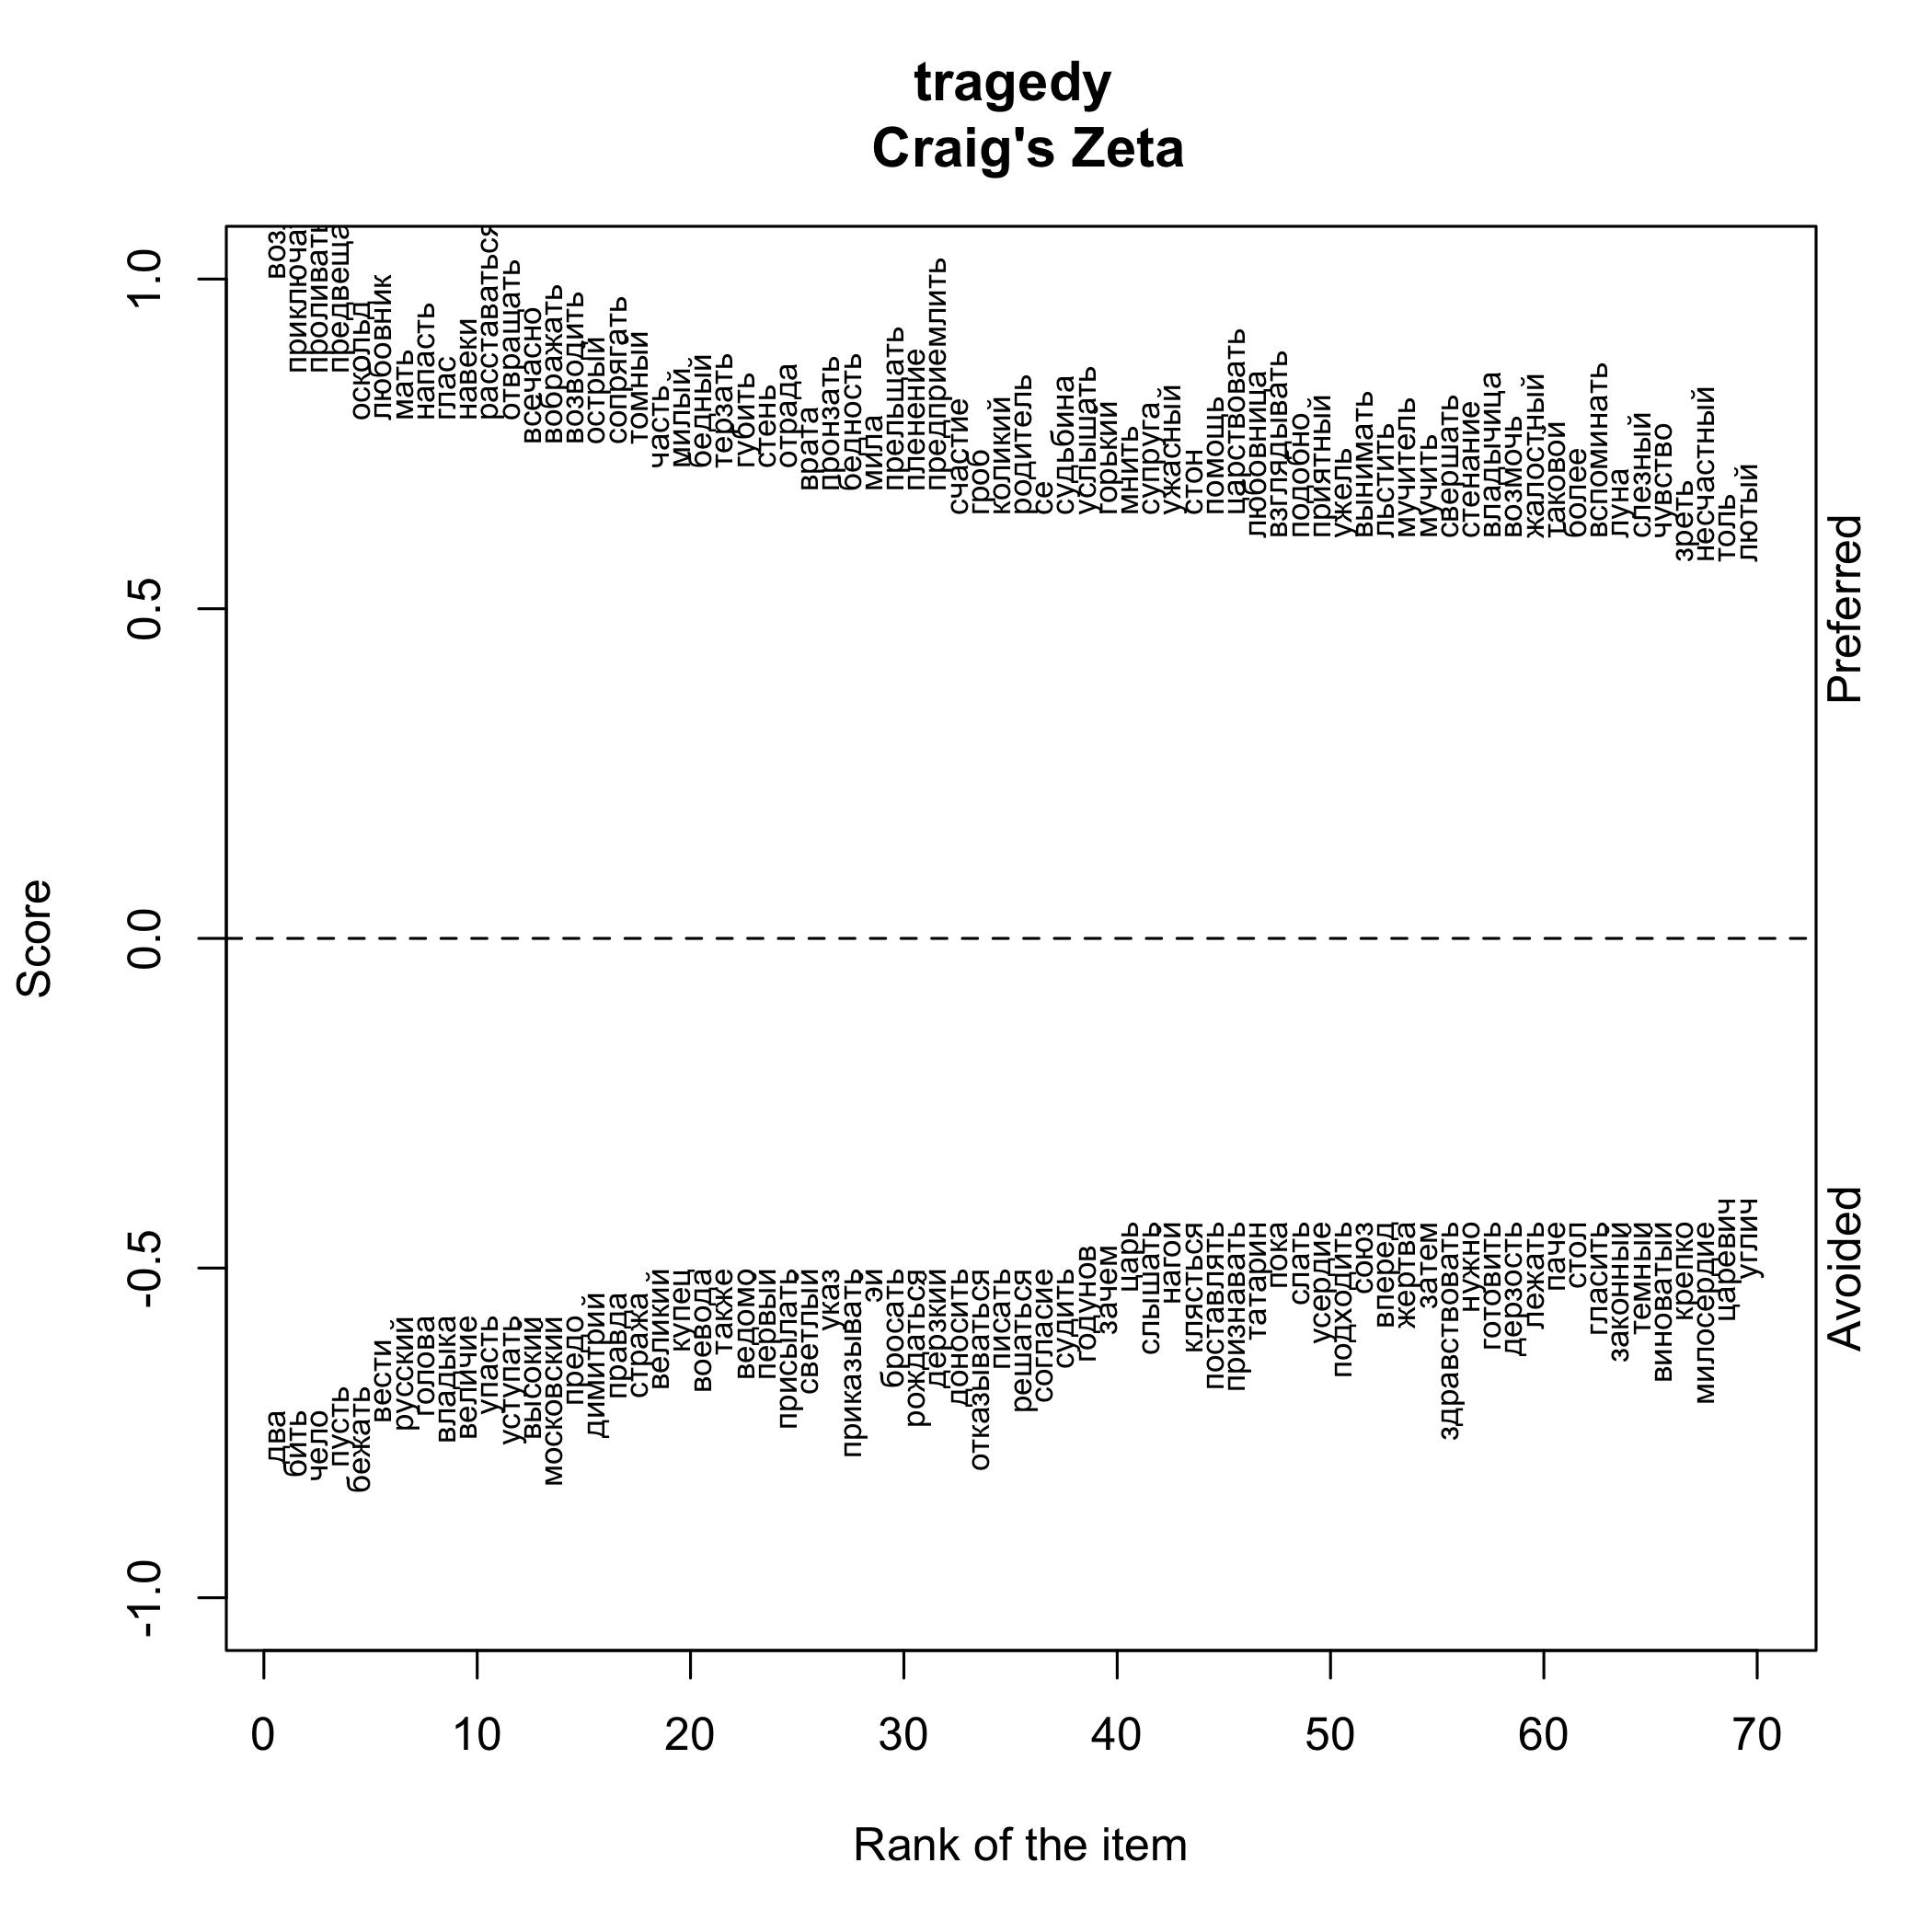 tragedy
Craig's Zeta
Score
1.0
0.5
0.0
-0.5
-1.0
воз
приключа
проливать
предвеща
оскольд
любовник
мать
напасть
глас
навеки
расставаться
отвращать
всечасно
воображать
возводить
острый
сопрягать
томный
часть
милый
бедный
терзать
губить
стень
отрада
врата
пронзать
бедность
мила
прельщать
пленение
предприемлить
счастие
гроб
коликий
родитель
се
судьбина
услышать
горький
мнить
супруга
ужасный
стон
помощь
царствовать
любовница
взглядывать
подобно
приятный
ужель
вынимать
льстить
мучитель
мучить
свершать
стенание
владычица
возмочь
жалостный
таковой
более
вспоминать
луна
слезный
чувство
зреть
несчастный
толь
лютый
Preferred
два
бить
чело
пусть
бежать
вести
русский
голова
владыка
величие
упасть
уступать
высокий
московский
предо
димитрий
правда
стража
великий
купец
воевода
также
ведомо
первый
присылать
светлый
указ
приказывать
эй
бросать
рождаться
дерзкий
доносить
отказываться
писать
решаться
согласие
судить
годунов
зачем
царь
слышать
нагой
клясться
поставлять
признавать
татарин
пока
слать
усердие
подходить
союз
вперед
жертва
затем
здравствовать
нужно
готовить
дерзость
лежать
паче
стол
гласить
законный
темный
виноватый
крепко
милосердие
царевич
углич
Avoided
0 10 20 30 40 50 60 70
Rank of the item